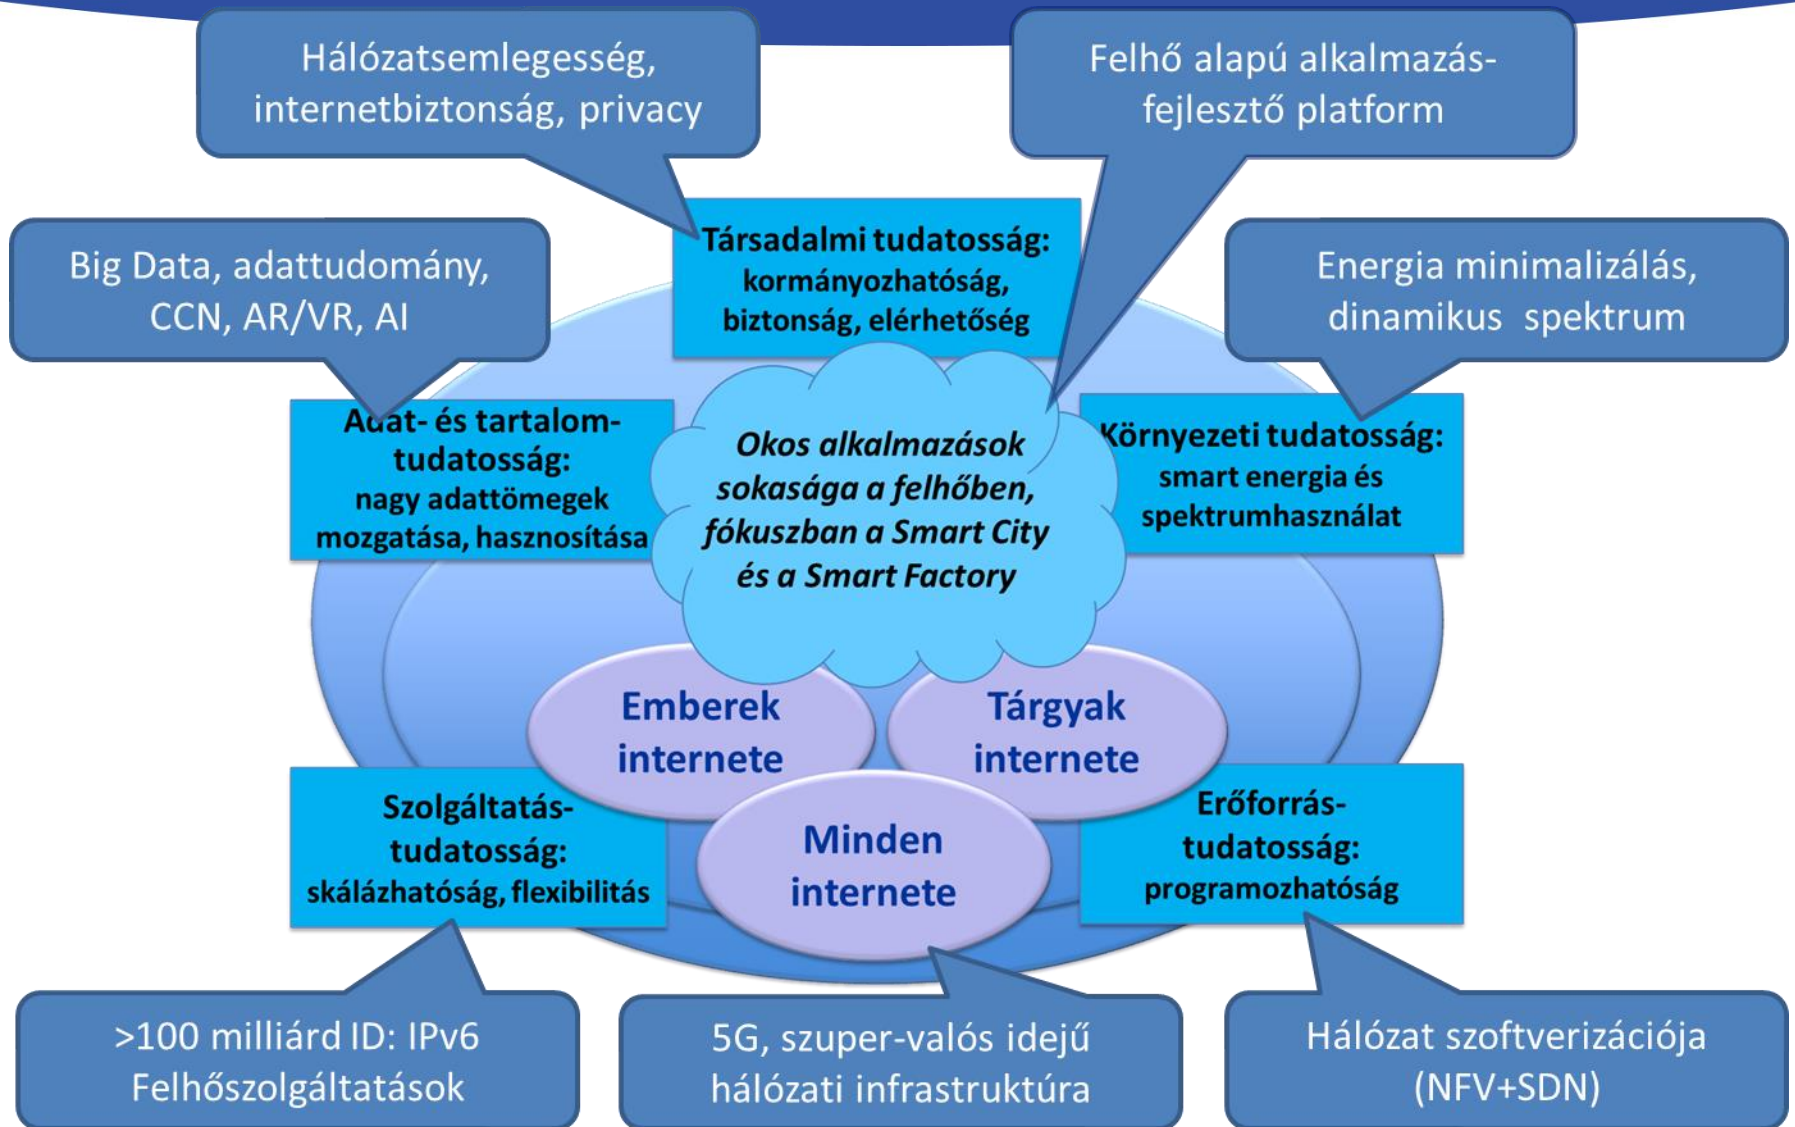 Hálózatsemlegesség,
internetbiztonság, privacy
Felhő alapú alkalmazás-
fejlesztő platform
Big Data, adattudomány,
CCN, AR/VR, AI
Társadalmi tudatosság:
kormányozhatóság,
biztonság, elérhetőség
Energia minimalizálás,
dinamikus spektrum
Adat- és tartalom-
tudatosság:
nagy adattömegek
mozgatása, hasznosítása
Okos alkalmazások
sokasága a felhőben,
fókuszban a Smart City
és a Smart Factory
Környezeti tudatosság:
smart energia és
spektrumhasználat
Emberek
internete
Tárgyak
internete
Minden
internete
Szolgáltatás-
tudatosság:
skálázhatóság, flexibilitás
Erőforrás-
tudatosság:
programozhatóság
>100 milliárd ID: IPv6
Felhőszolgáltatások
5G, szuper-valós idejű
hálózati infrastruktúra
Hálózat szoftverizációja
(NFV+SDN)